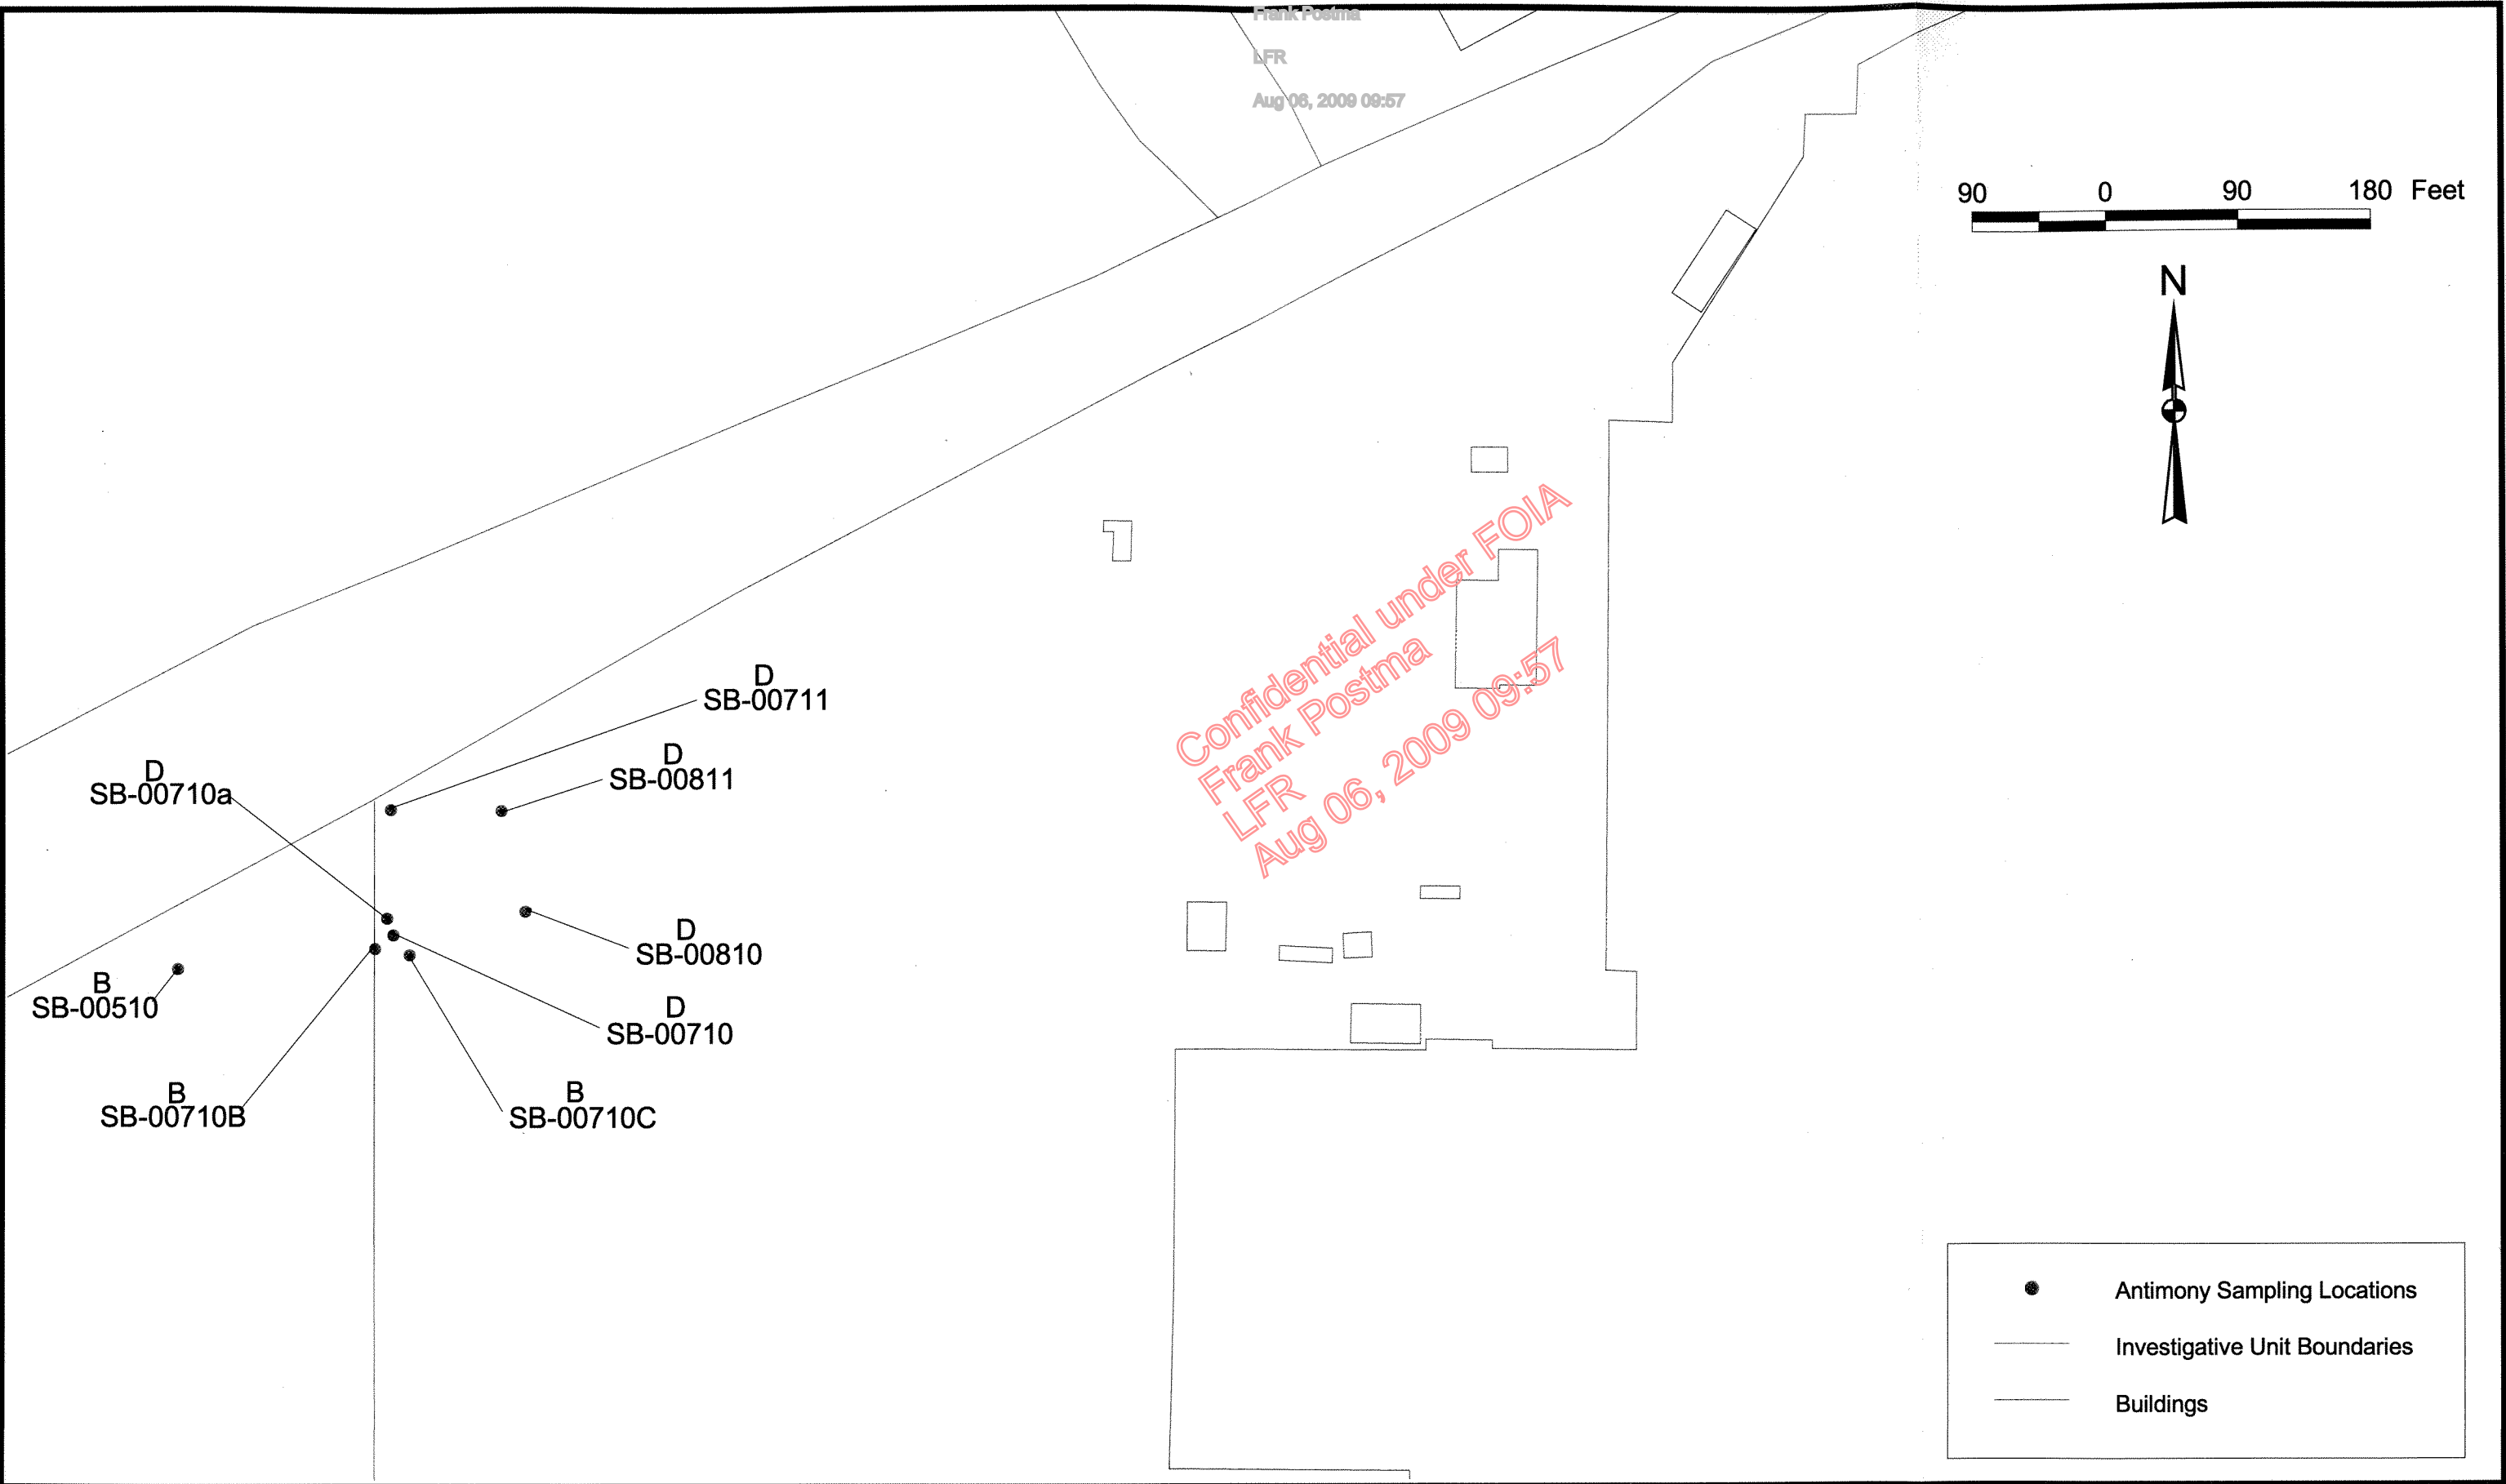 Frank Postma
LFR
Aug 06, 2009 09:57
90 0 90 180 Feet
N
Confidential under FOIA
Frank Postma
LFR
Aug 06, 2009 09:57
D
SB-00711
D
SB-00811
D
SB-00710a
D
SB-00810
B
SB-00510
D
SB-00710
B
SB-00710B
B
SB-00710C
Antimony Sampling Locations
Investigative Unit Boundaries
Buildings